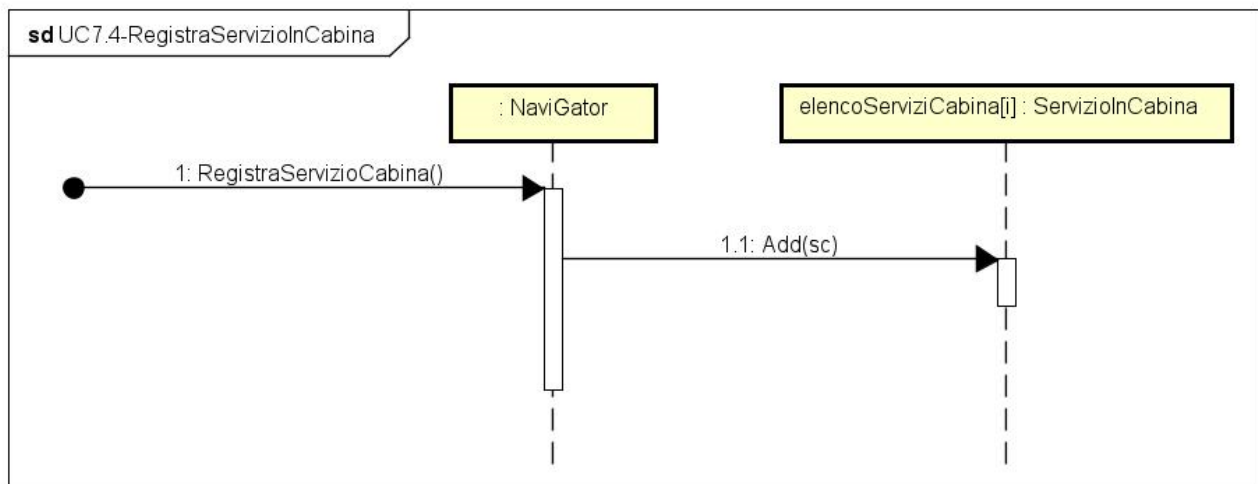 sd UC7.4-RegistraServizioInCabina
: NaviGator
elencoServiziCabina[i] : ServizioInCabina
1: RegistraServizioCabina()
1.1: Add(sc)